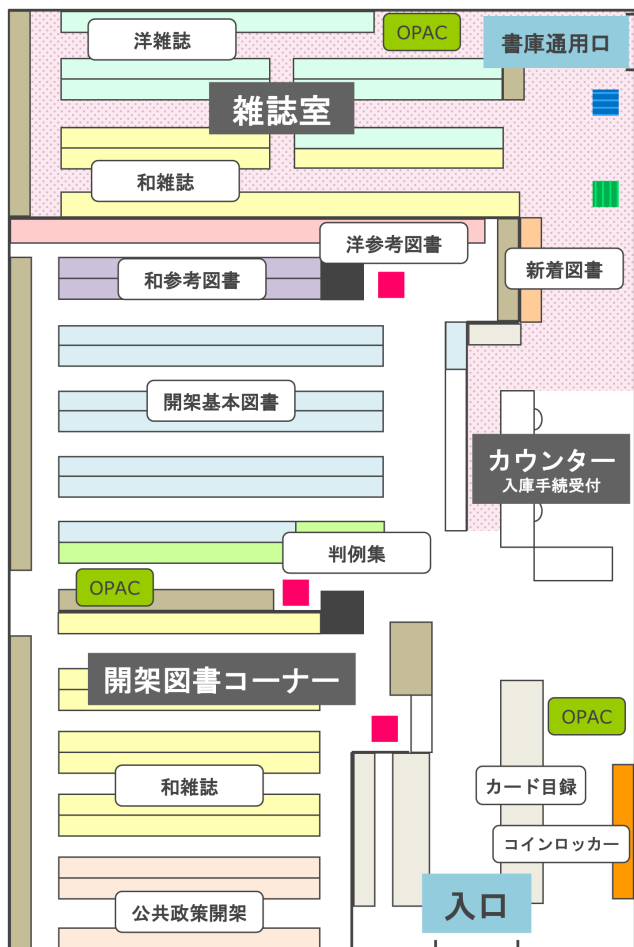 洋雑誌
OPAC
書庫通用口
雑誌室
和雑誌
洋参考図書
和参考図書
新着図書
開架基本図書
カウンター
入庫手続受付
判例集
OPAC
開架図書コーナー
OPAC
和雑誌
カード目録
コインロッカー
公共政策開架
入口